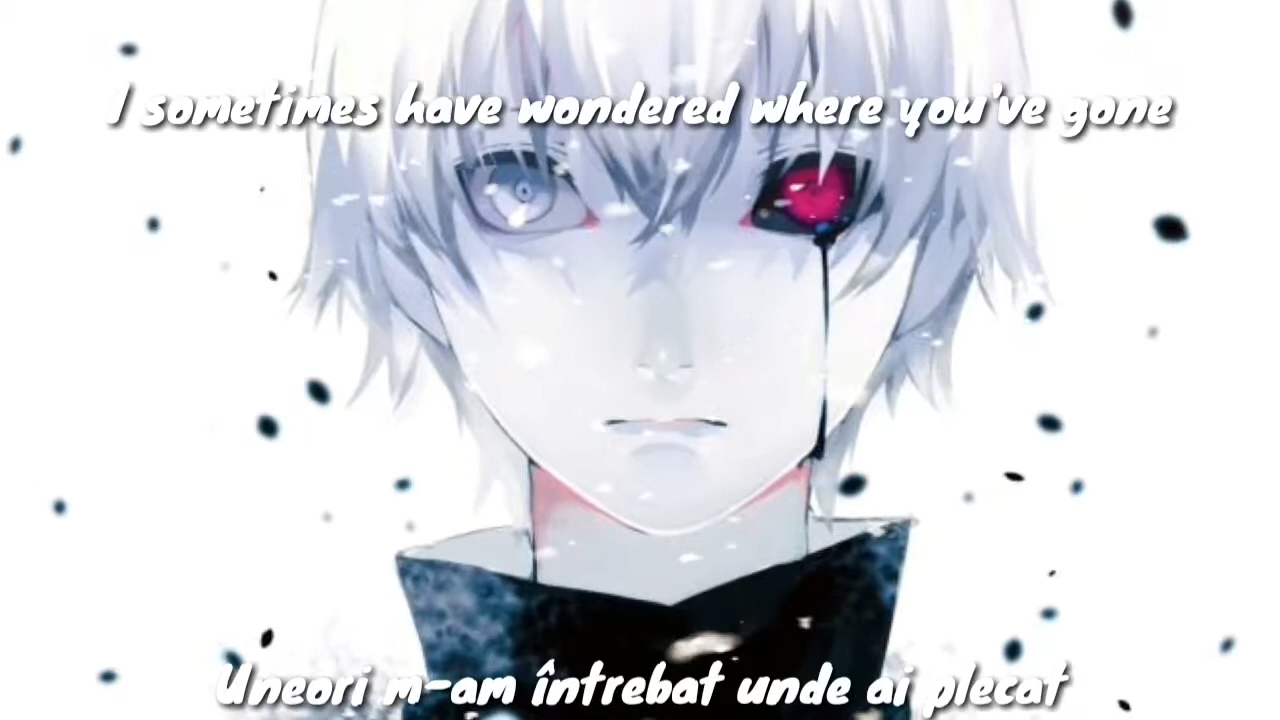 I sometimes have wondered where you've gone
Uneori m-am întrebat unde ai plecat